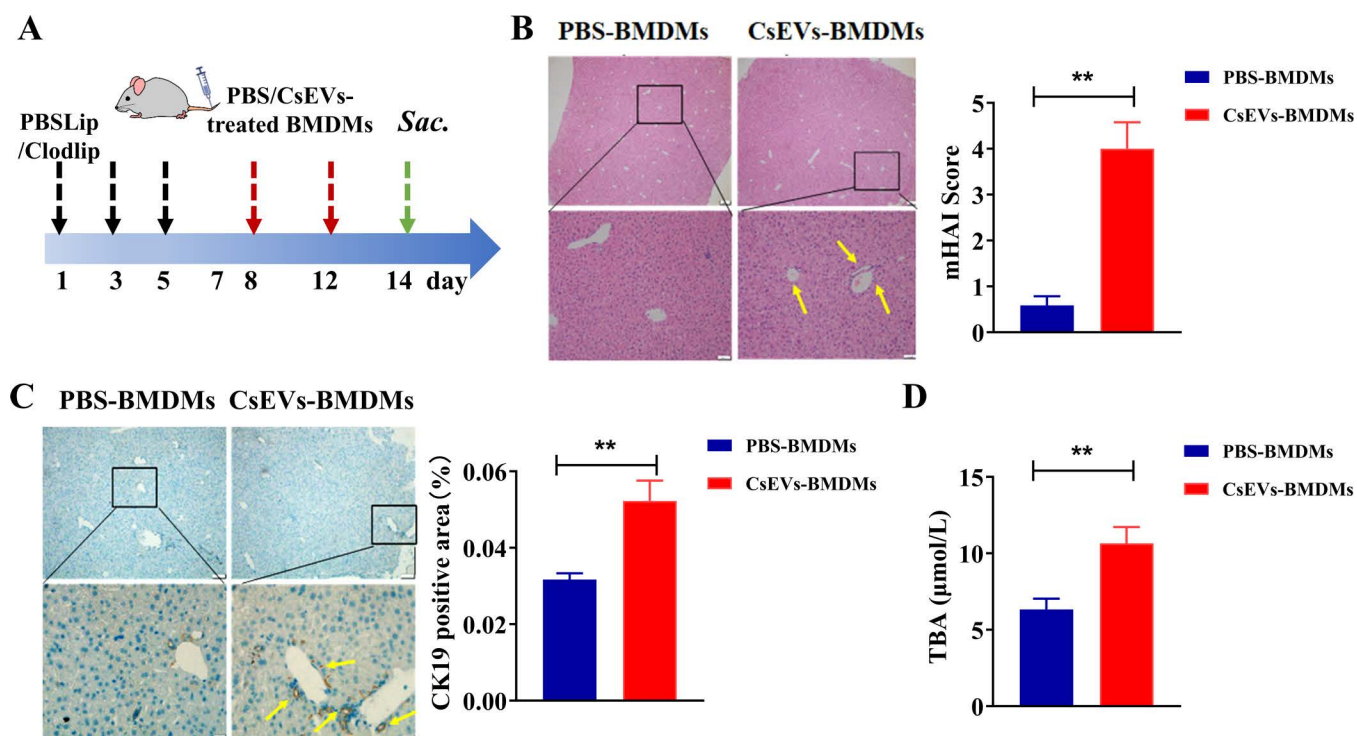 A
PBSLip
/Clodlip
PBS/CsEVs-
treated BMDMs
Sac.
1 3 5 7 8 12 14 day
B
PBS-BMDMs CsEVs-BMDMs
mHAI Score
5
4
3
2
1
0
**
PBS-BMDMs
CsEVs-BMDMs
C
PBS-BMDMs CsEVs-BMDMs
CK19 positive area(%)
0.06
0.04
0.02
0.00
**
PBS-BMDMs
CsEVs-BMDMs
D
TBA (μmol/L)
15
10
5
0
**
PBS-BMDMs
CsEVs-BMDMs